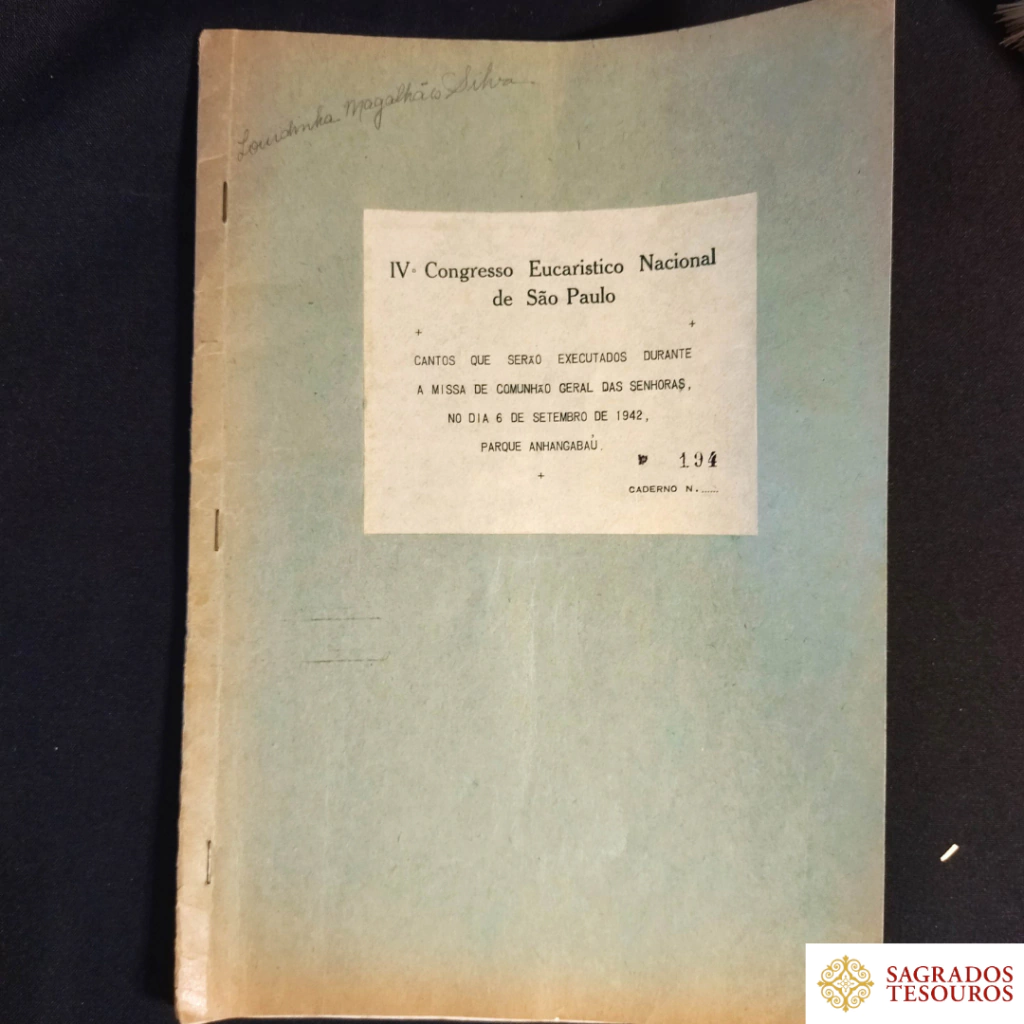 Lourdinha Magalhães Silva
IVº Congresso Eucaristico Nacional
de São Paulo
+ +
CANTOS QUE SERÃO EXECUTADOS DURANTE
A MISSA DE COMUNHÃO GERAL DAS SENHORAS,
NO DIA 6 DE SETEMBRO DE 1942,
PARQUE ANHANGABAÚ.
194
+
CADERNO N. ......
SAGRADOS
TESOUROS